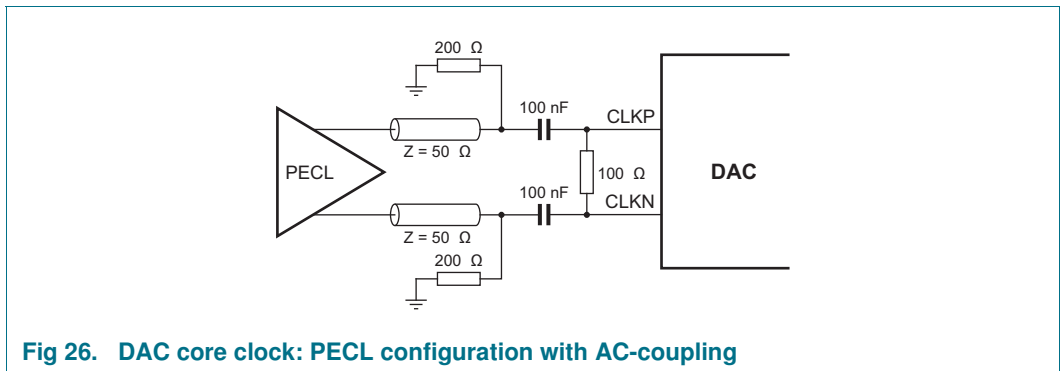 200 Ω
100 nF
CLKP
Z = 50 Ω
PECL
100 Ω
DAC
100 nF
CLKN
Z = 50 Ω
200 Ω
Fig 26. DAC core clock: PECL configuration with AC-coupling